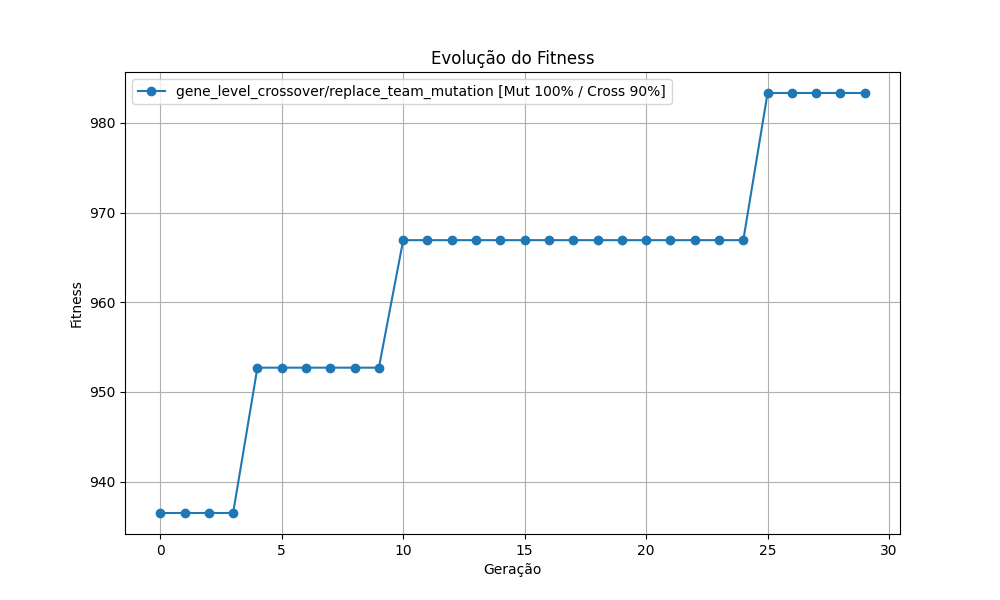 Evolução do Fitness
gene_level_crossover/replace_team_mutation [Mut 100% / Cross 90%]
980
970
960
950
940
Fitness
0 5 10 15 20 25 30
Geração